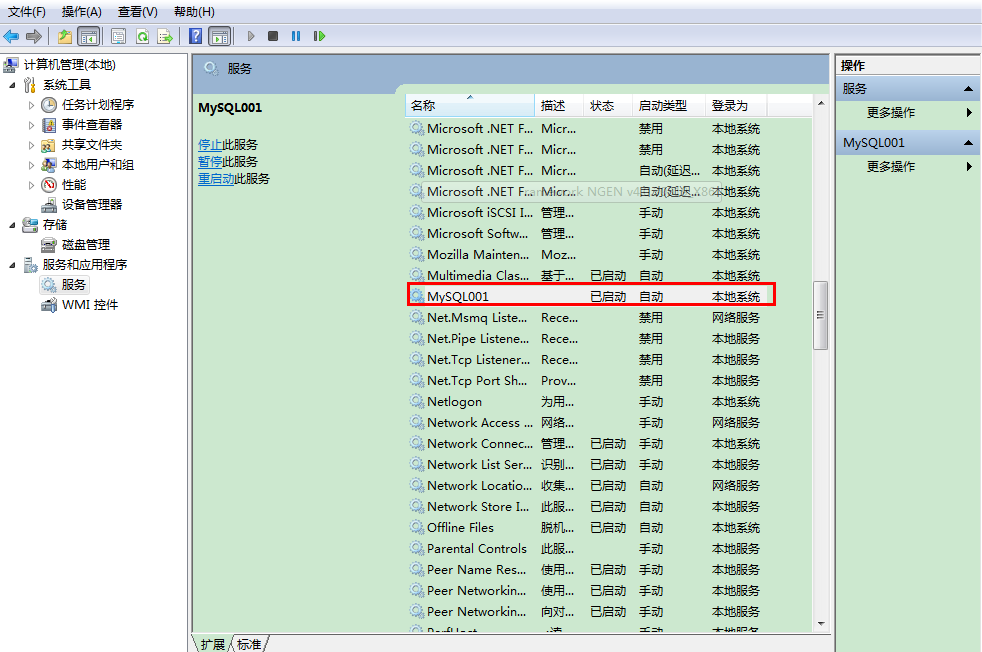 文件(F) 操作(A) 查看(V) 帮助(H)
计算机管理(本地)
系统工具
任务计划程序
事件查看器
共享文件夹
本地用户和组
性能
设备管理器
存储
磁盘管理
服务和应用程序
服务
WMI 控件
服务
MySQL001
停止此服务
暂停此服务
重启动此服务
名称 描述 状态 启动类型 登录为
Microsoft .NET F... Micr... 禁用 本地系统
Microsoft .NET F... Micr... 禁用 本地系统
Microsoft .NET F... Micr... 自动(延迟... 本地系统
Microsoft .NET F... Micr... 自动(延迟... 本地系统
Microsoft iSCSI I... 管理... 手动 本地系统
Microsoft Softw... 管理... 手动 本地系统
Mozilla Mainten... Moz... 手动 本地系统
Multimedia Clas... 基于... 已启动 自动 本地系统
MySQL001 已启动 自动 本地系统
Net.Msmq Liste... Rece... 禁用 网络服务
Net.Pipe Listene... Rece... 禁用 本地服务
Net.Tcp Listener... Rece... 禁用 本地服务
Net.Tcp Port Sh... Prov... 禁用 本地服务
Netlogon 为用... 手动 本地系统
Network Access ... 网络... 手动 网络服务
Network Connec... 管理... 已启动 手动 本地系统
Network List Ser... 识别... 已启动 手动 本地服务
Network Locatio... 收集... 已启动 自动 网络服务
Network Store I... 此服... 已启动 自动 本地服务
Offline Files 脱机... 已启动 自动 本地系统
Parental Controls 此服... 手动 本地服务
Peer Name Res... 使用... 已启动 手动 本地服务
Peer Networkin... 使用... 已启动 手动 本地服务
Peer Networkin... 向对... 已启动 手动 本地服务
扩展 标准
操作
服务
更多操作
MySQL001
更多操作